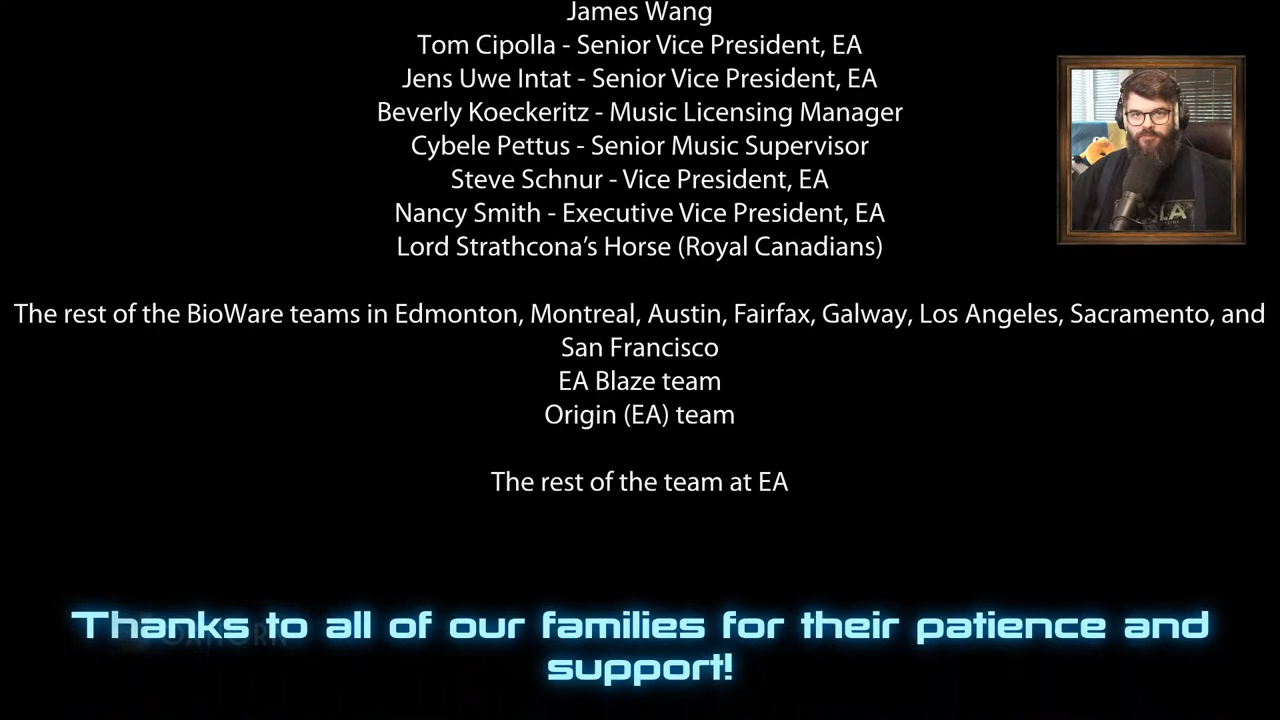 James Wang
Tom Cipolla - Senior Vice President, EA
Jens Uwe Intat - Senior Vice President, EA
Beverly Koeckeritz - Music Licensing Manager
Cybele Pettus - Senior Music Supervisor
Steve Schnur - Vice President, EA
Nancy Smith - Executive Vice President, EA
Lord Strathcona’s Horse (Royal Canadians)
The rest of the BioWare teams in Edmonton, Montreal, Austin, Fairfax, Galway, Los Angeles, Sacramento, and
San Francisco
EA Blaze team
Origin (EA) team
The rest of the team at EA
Thanks to all of our families for their patience and
support!